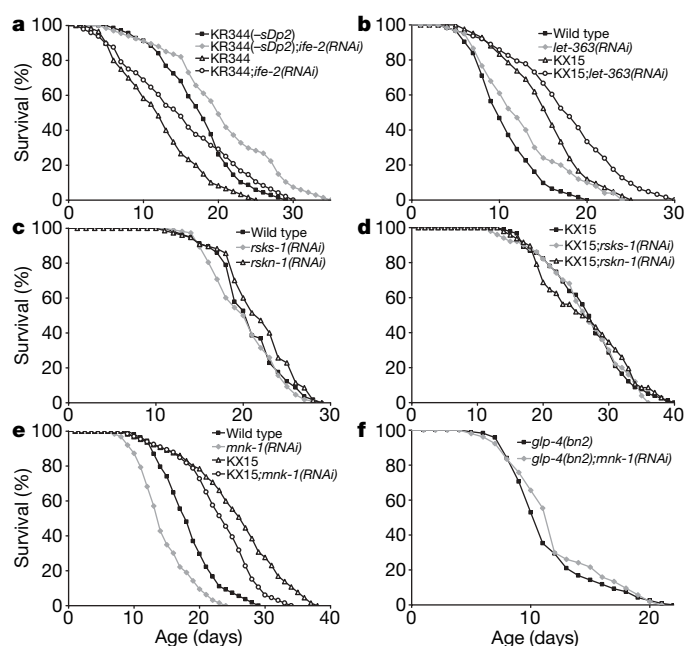 a
KR344(–sDp2)
KR344(–sDp2);ife-2(RNAi)
KR344
KR344;ife-2(RNAi)
Survival (%)
100
80
60
40
20
0
0 10 20 30
b
Wild type
let-363(RNAi)
KX15
KX15;let-363(RNAi)
100
80
60
40
20
0
0 10 20 30
c
Wild type
rsks-1(RNAi)
rskn-1(RNAi)
Survival (%)
100
80
60
40
20
0
0 10 20 30
d
KX15
KX15;rsks-1(RNAi)
KX15;rskn-1(RNAi)
100
80
60
40
20
0
0 10 20 30 40
e
Wild type
mnk-1(RNAi)
KX15
KX15;mnk-1(RNAi)
Survival (%)
100
80
60
40
20
0
0 10 20 30 40
Age (days)
f
glp-4(bn2)
glp-4(bn2);mnk-1(RNAi)
100
80
60
40
20
0
0 10 20
Age (days)